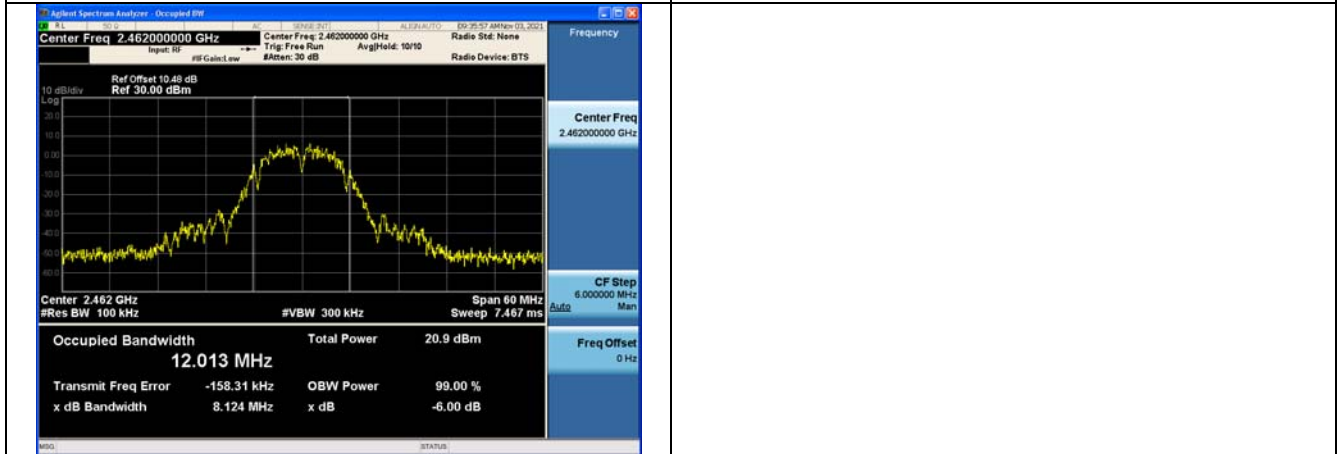 Agilent Spectrum Analyzer - Occupied BW
RL 50 Ω AC SENSE:INT ALIGN AUTO 09:35:57 AM Nov 03, 2021
Center Freq 2.462000000 GHz
Input: RF
#IFGain:Low
Center Freq: 2.462000000 GHz
Trig: Free Run Avg|Hold: 10/10
#Atten: 30 dB
Radio Std: None
Radio Device: BTS
Frequency
Ref Offset 10.48 dB
10 dB/div Ref 30.00 dBm
Log
20.0
10.0
0.00
-10.0
-20.0
-30.0
-40.0
-50.0
-60.0
Center Freq
2.462000000 GHz
Center 2.462 GHz Span 60 MHz
#Res BW 100 kHz #VBW 300 kHz Sweep 7.467 ms
CF Step
6.000000 MHz
Auto Man
Occupied Bandwidth Total Power 20.9 dBm
12.013 MHz
Transmit Freq Error -158.31 kHz OBW Power 99.00 %
x dB Bandwidth 8.124 MHz x dB -6.00 dB
Freq Offset
0 Hz
MSG STATUS